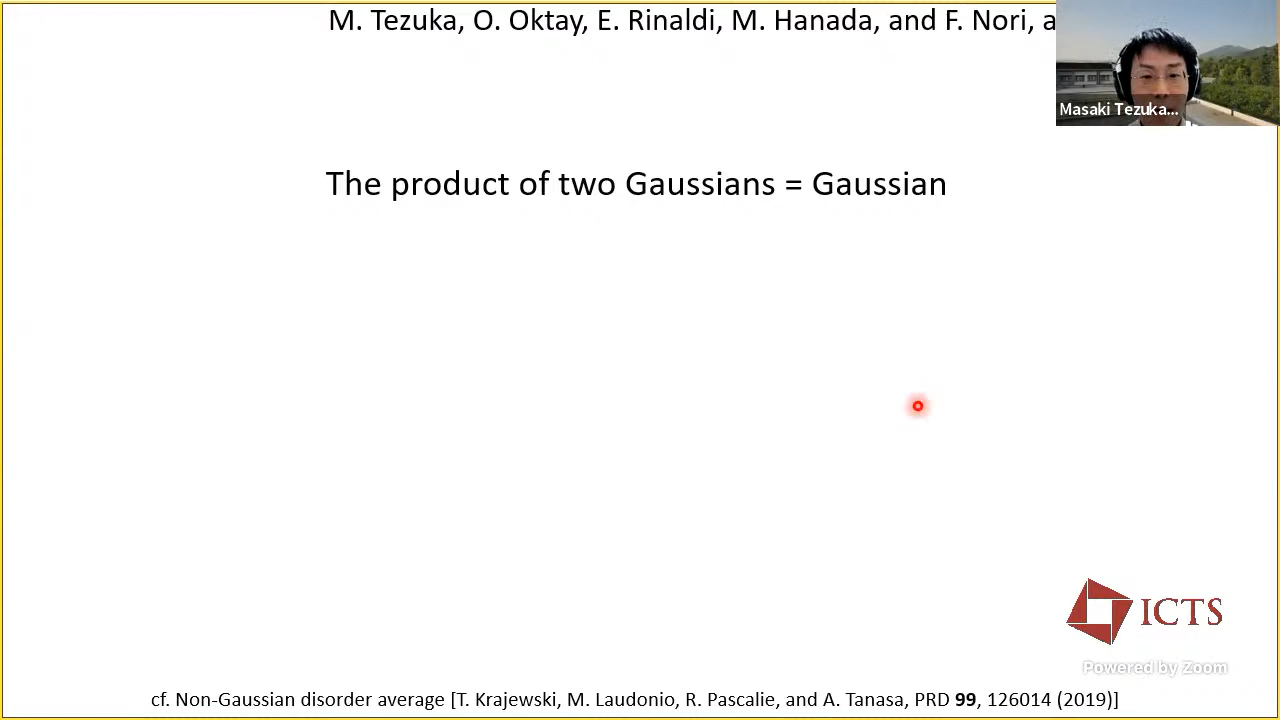 M. Tezuka, O. Oktay, E. Rinaldi, M. Hanada, and F. Nori, a
Masaki Tezuka...
The product of two Gaussians = Gaussian
ICTS
Powered by Zoom
cf. Non-Gaussian disorder average [T. Krajewski, M. Laudonio, R. Pascalie, and A. Tanasa, PRD 99, 126014 (2019)]